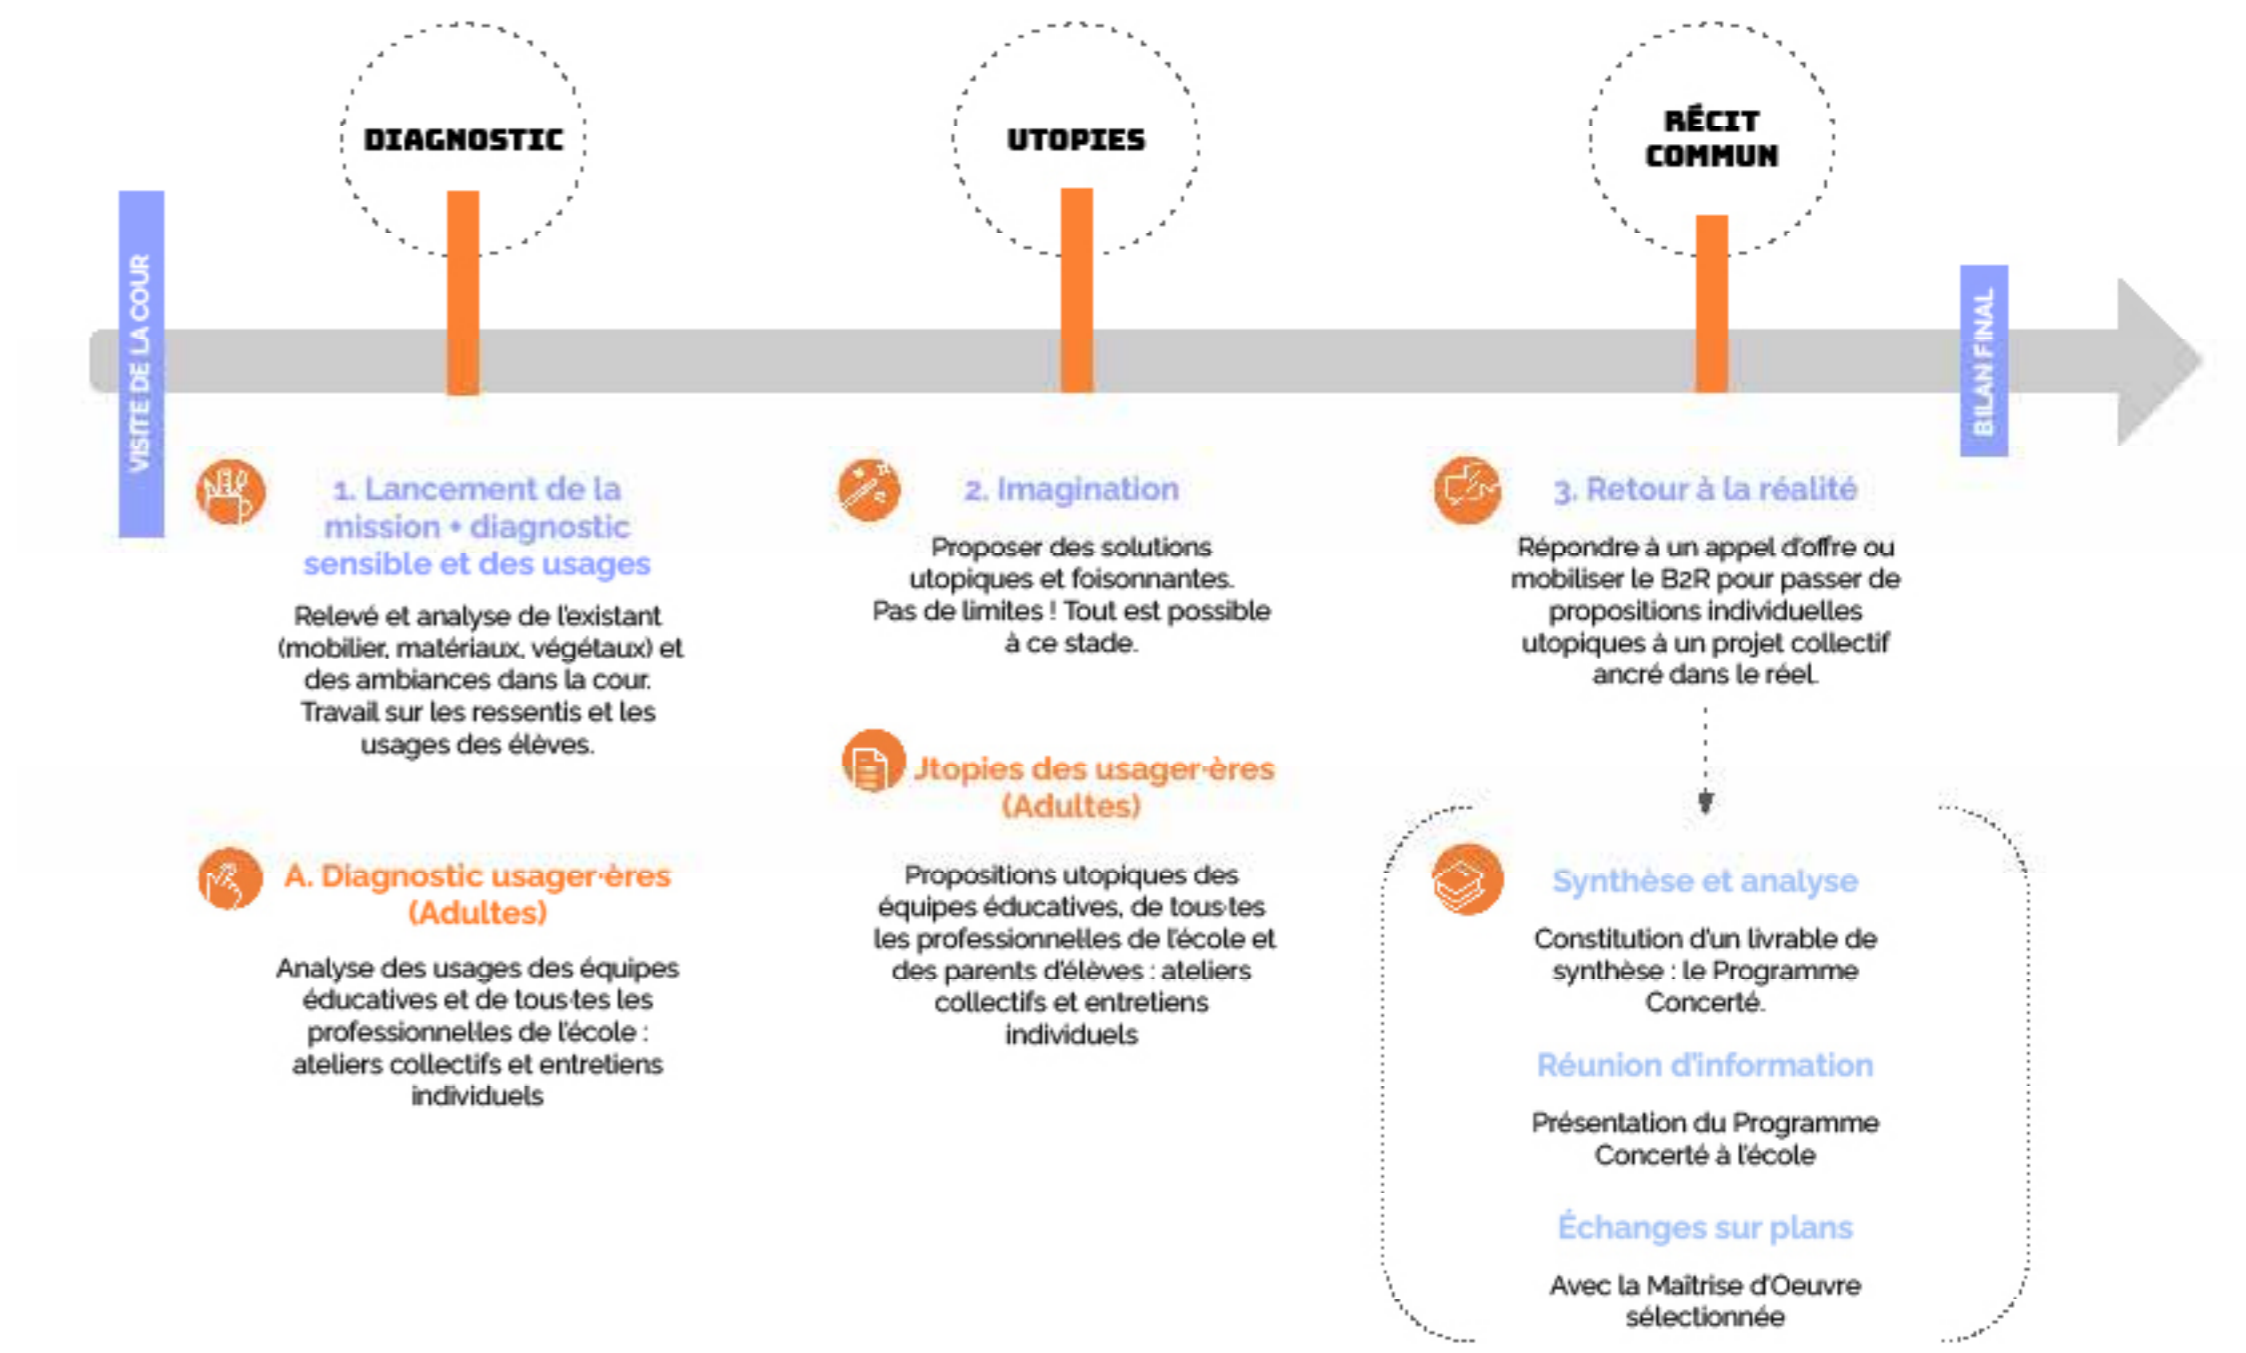 DIAGNOSTIC
UTOPIES
RÉCIT
COMMUN
VISITE DE LA COUR
BILAN FINAL
1. Lancement de la
mission + diagnostic
sensible et des usages
Relevé et analyse de l'existant
(mobilier, matériaux, végétaux) et
des ambiances dans la cour.
Travail sur les ressentis et les
usages des élèves.
A. Diagnostic usager·ères
(Adultes)
Analyse des usages des équipes
éducatives et de tous·tes les
professionnel·les de l'école :
ateliers collectifs et entretiens
individuels
2. Imagination
Proposer des solutions
utopiques et foisonnantes.
Pas de limites ! Tout est possible
à ce stade.
Utopies des usager·ères
(Adultes)
Propositions utopiques des
équipes éducatives, de tous·tes
les professionnel·les de l'école et
des parents d'élèves : ateliers
collectifs et entretiens
individuels
3. Retour à la réalité
Répondre à un appel d'offre ou
mobiliser le B2R pour passer de
propositions individuelles
utopiques à un projet collectif
ancré dans le réel.
Synthèse et analyse
Constitution d'un livrable de
synthèse : le Programme
Concerté.
Réunion d'information
Présentation du Programme
Concerté à l'école
Échanges sur plans
Avec la Maîtrise d'Oeuvre
sélectionnée